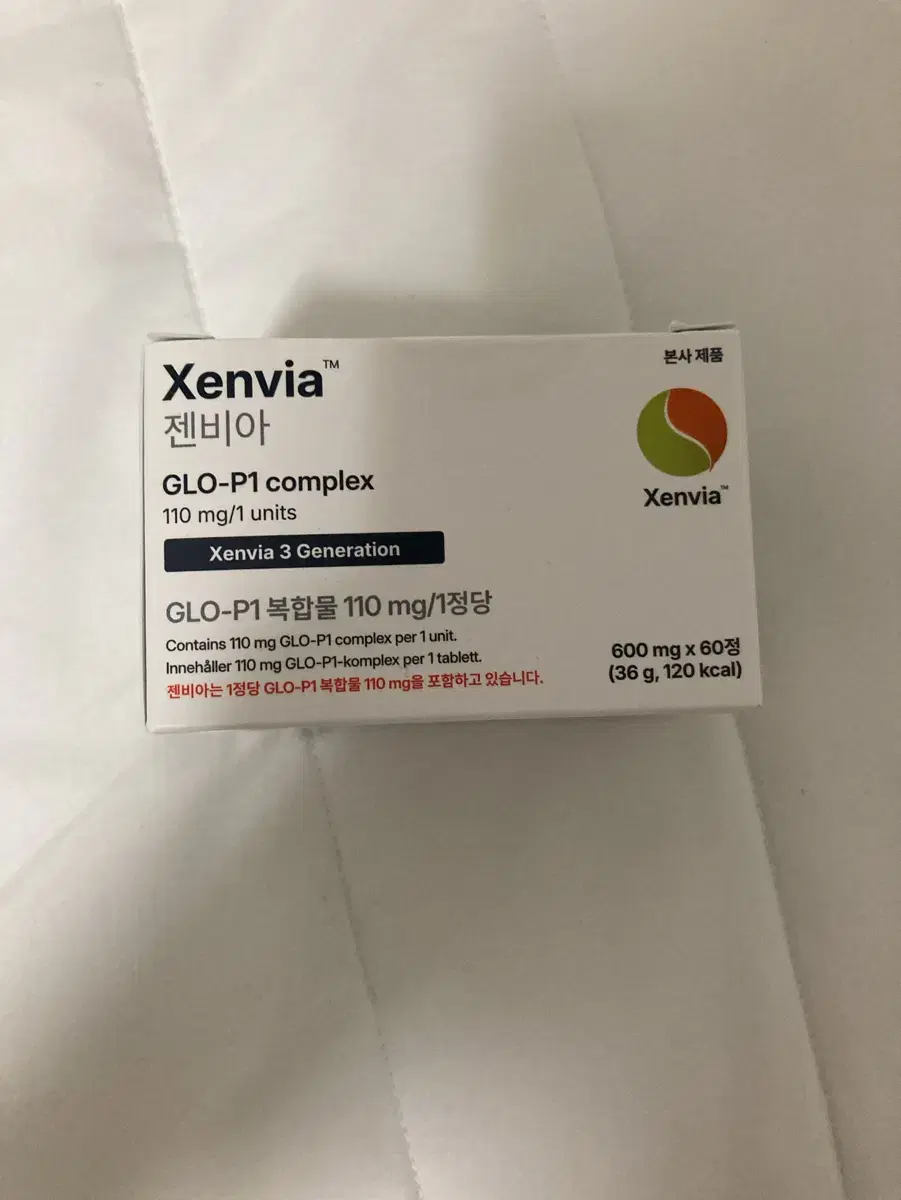 Xenvia™
젠비아
GLO-P1 complex
110 mg/1 units
Xenvia 3 Generation
GLO-P1 복합물 110 mg/1정당
Contains 110 mg GLO-P1 complex per 1 unit.
Innehåller 110 mg GLO-P1-komplex per 1 tablett.
젠비아는 1정당 GLO-P1 복합물 110 mg을 포함하고 있습니다.
본사 제품
Xenvia™
600 mg x 60정
(36 g, 120 kcal)